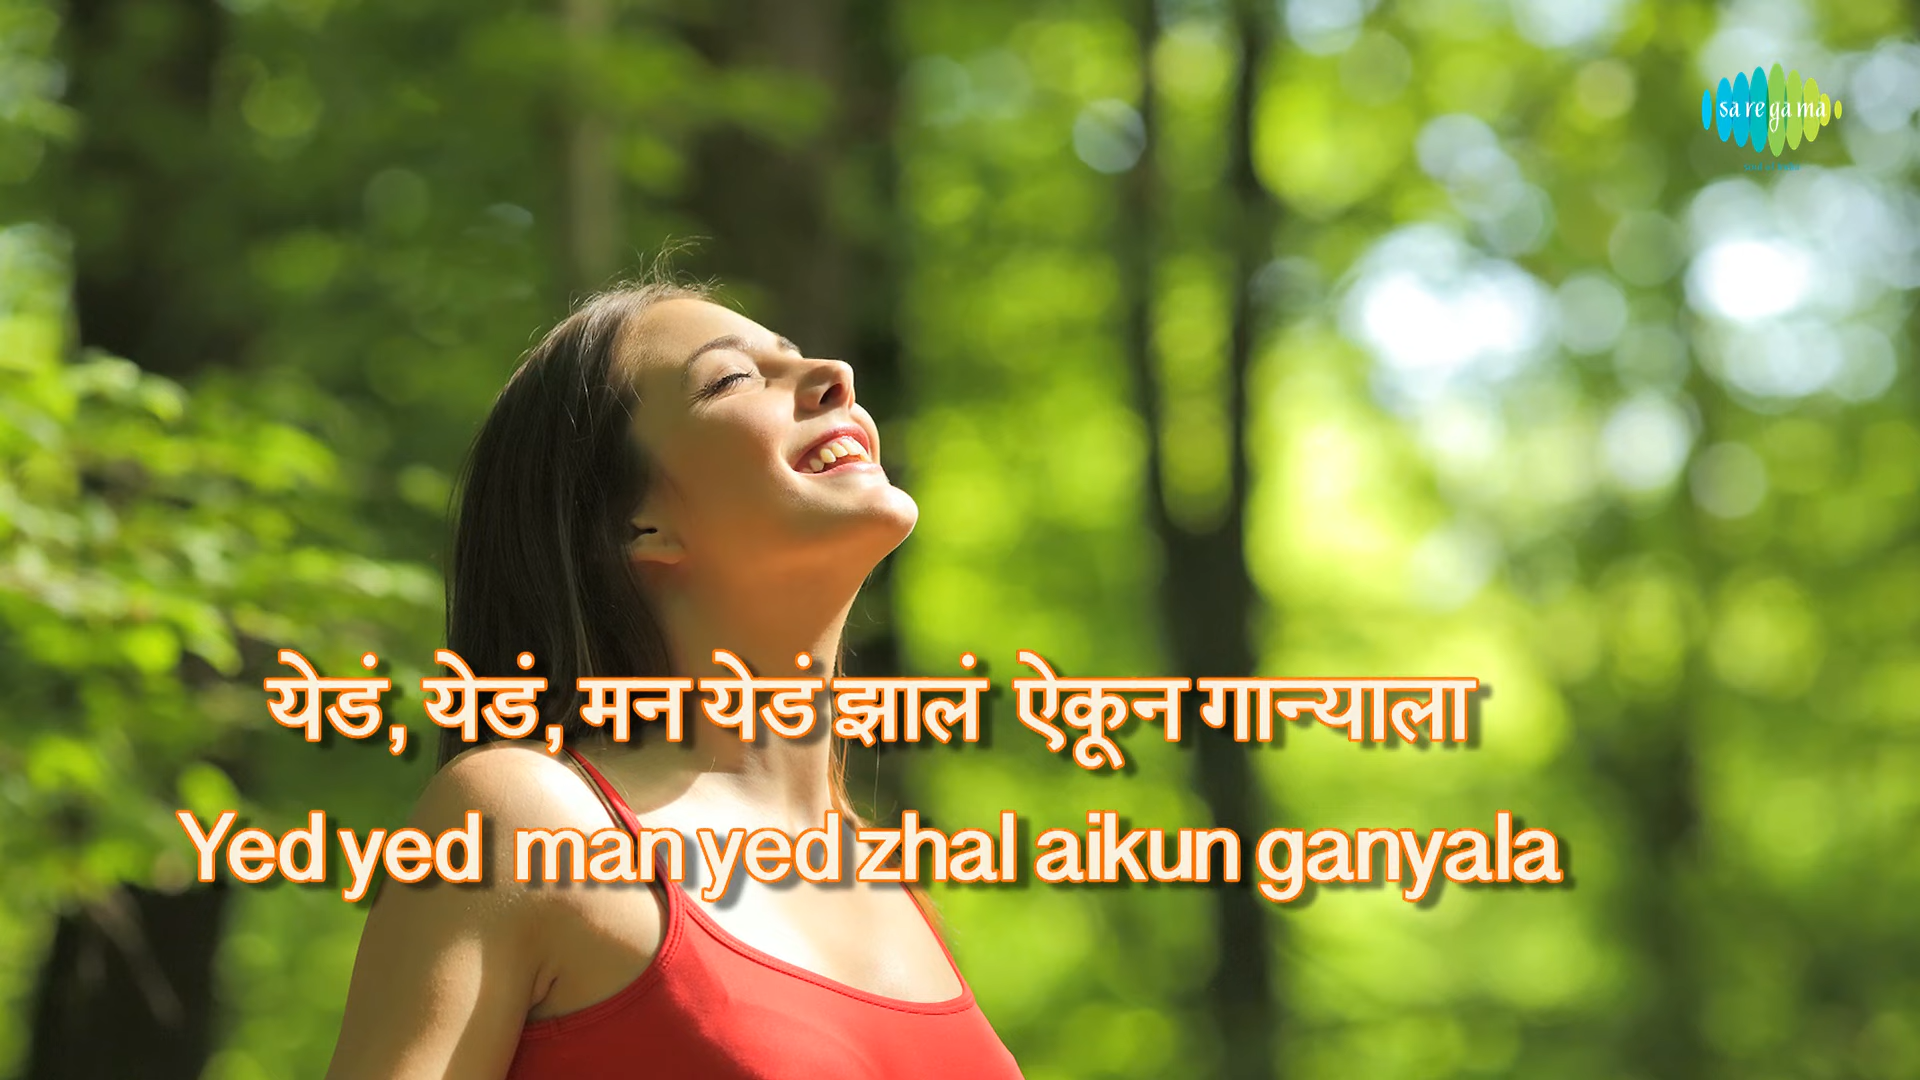 sa re ga ma
येडं, येडं, मन येडं झालं ऐकून गान्याला
Yed yed man yed zhal aikun ganyala